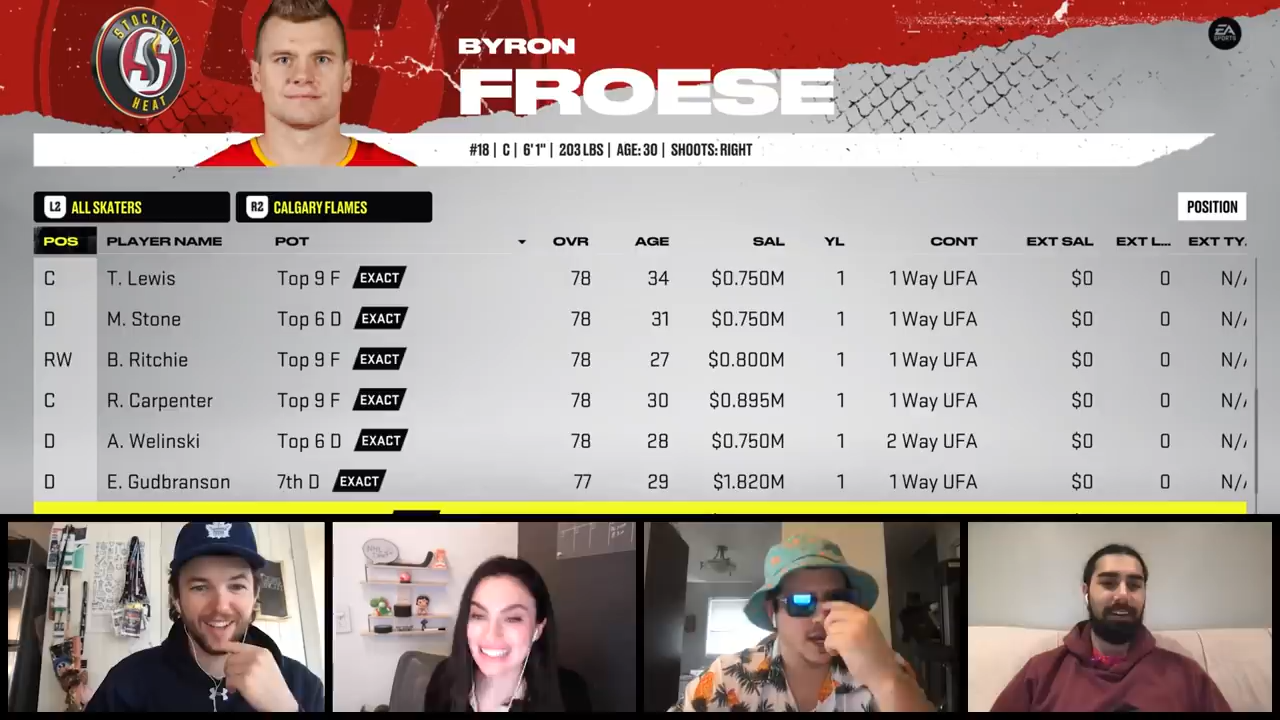 STOCKTON
HEAT
BYRON
FROESE
EA
SPORTS
#18 | C | 6'1" | 203 LBS | AGE: 30 | SHOOTS: RIGHT
L2 ALL SKATERS R2 CALGARY FLAMES POSITION
POS PLAYER NAME POT OVR AGE SAL YL CONT EXT SAL EXT L... EXT TY.
C T. Lewis Top 9 F EXACT 78 34 $0.750M 1 1 Way UFA $0 0 N/
D M. Stone Top 6 D EXACT 78 31 $0.750M 1 1 Way UFA $0 0 N/
RW B. Ritchie Top 9 F EXACT 78 27 $0.800M 1 1 Way UFA $0 0 N/
C R. Carpenter Top 9 F EXACT 78 30 $0.895M 1 1 Way UFA $0 0 N/
D A. Welinski Top 6 D EXACT 78 28 $0.750M 1 2 Way UFA $0 0 N/
D E. Gudbranson 7th D EXACT 77 29 $1.820M 1 1 Way UFA $0 0 N/